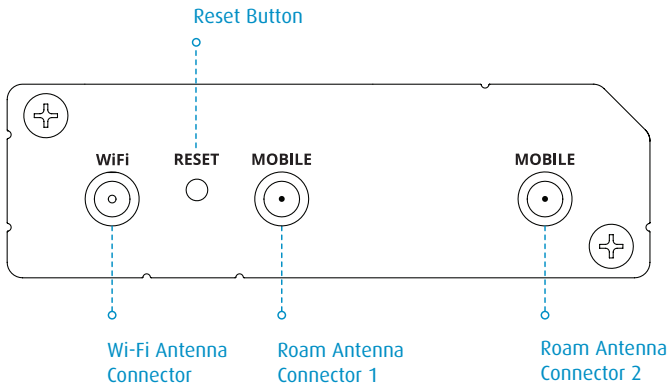 Reset Button
WiFi
RESET
MOBILE
MOBILE
Wi-Fi Antenna
Connector
Roam Antenna
Connector 1
Roam Antenna
Connector 2